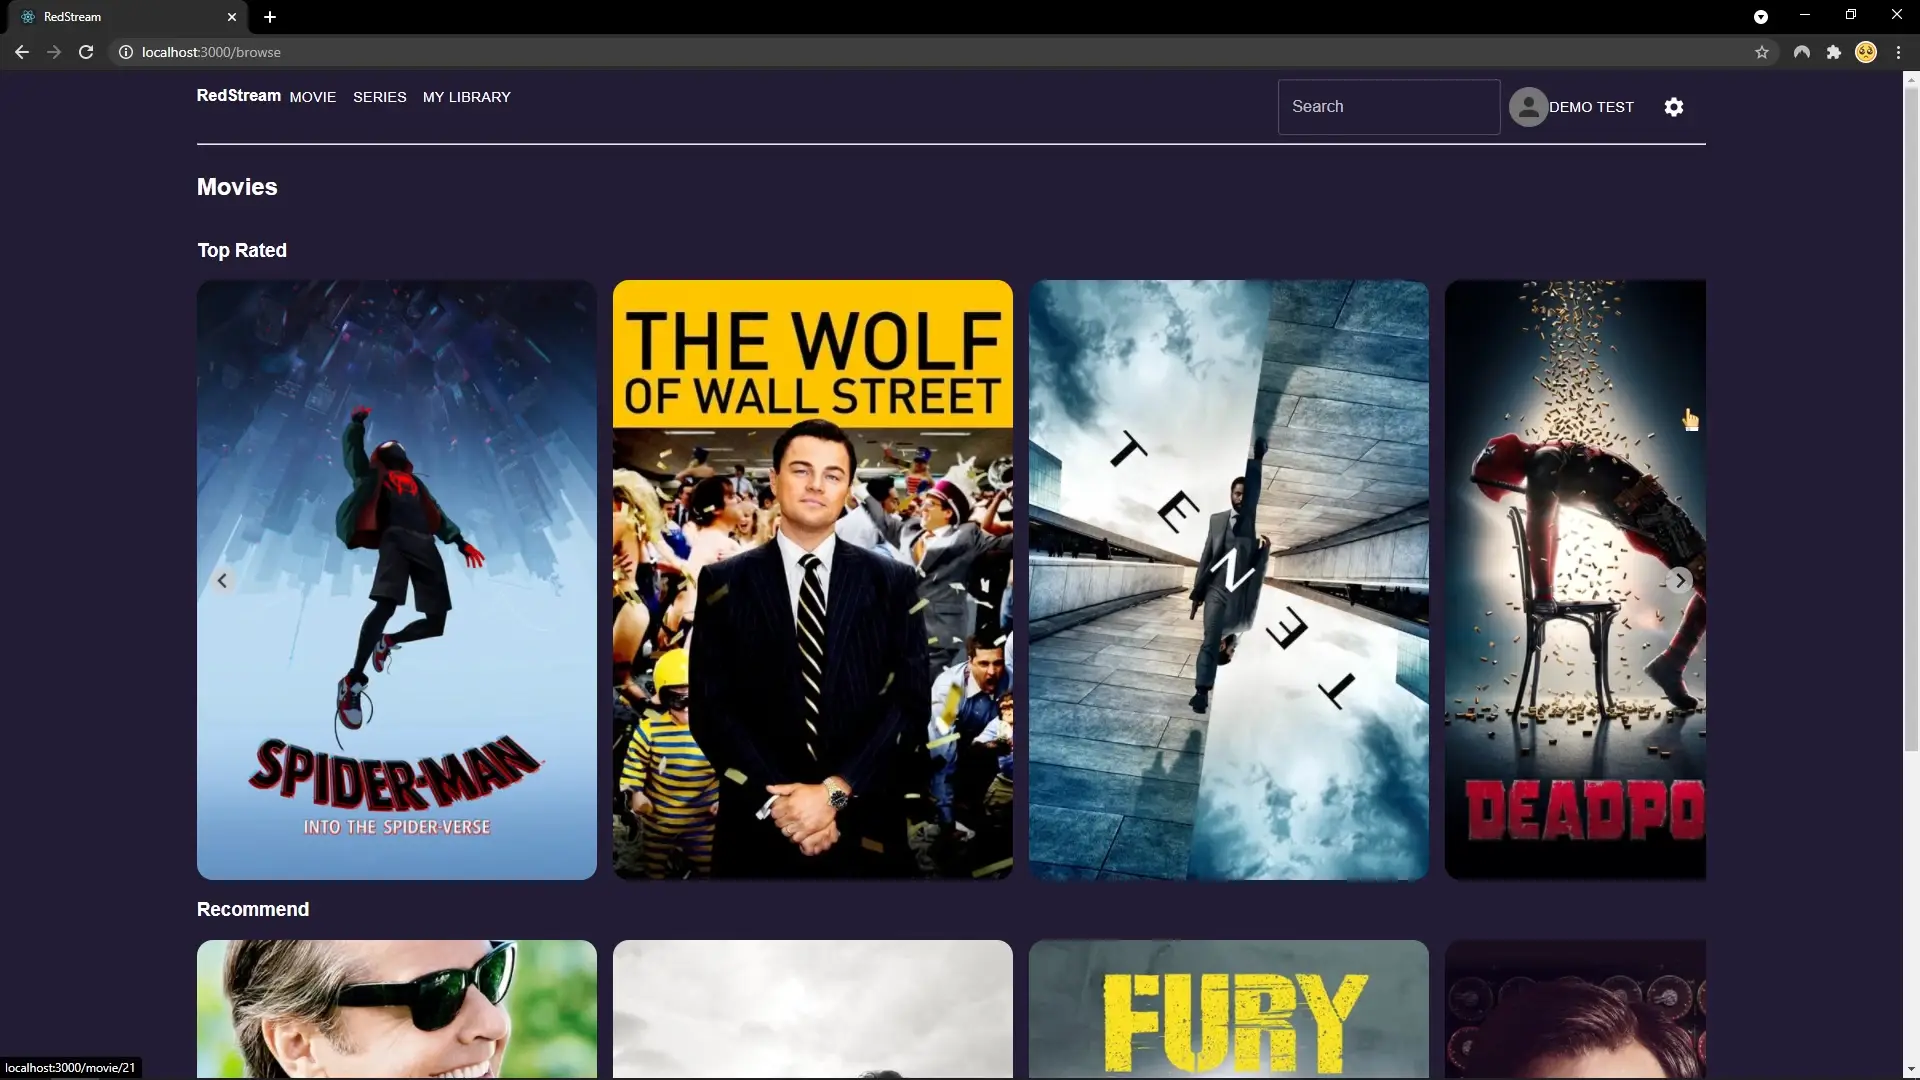 RedStream
localhost:3000/browse
RedStream MOVIE SERIES MY LIBRARY
Search
DEMO TEST
Movies
Top Rated
SPIDER-MAN
INTO THE SPIDER-VERSE
THE WOLF
OF WALL STREET
TENET
DEADPO
Recommend
FURY
localhost:3000/movie/21